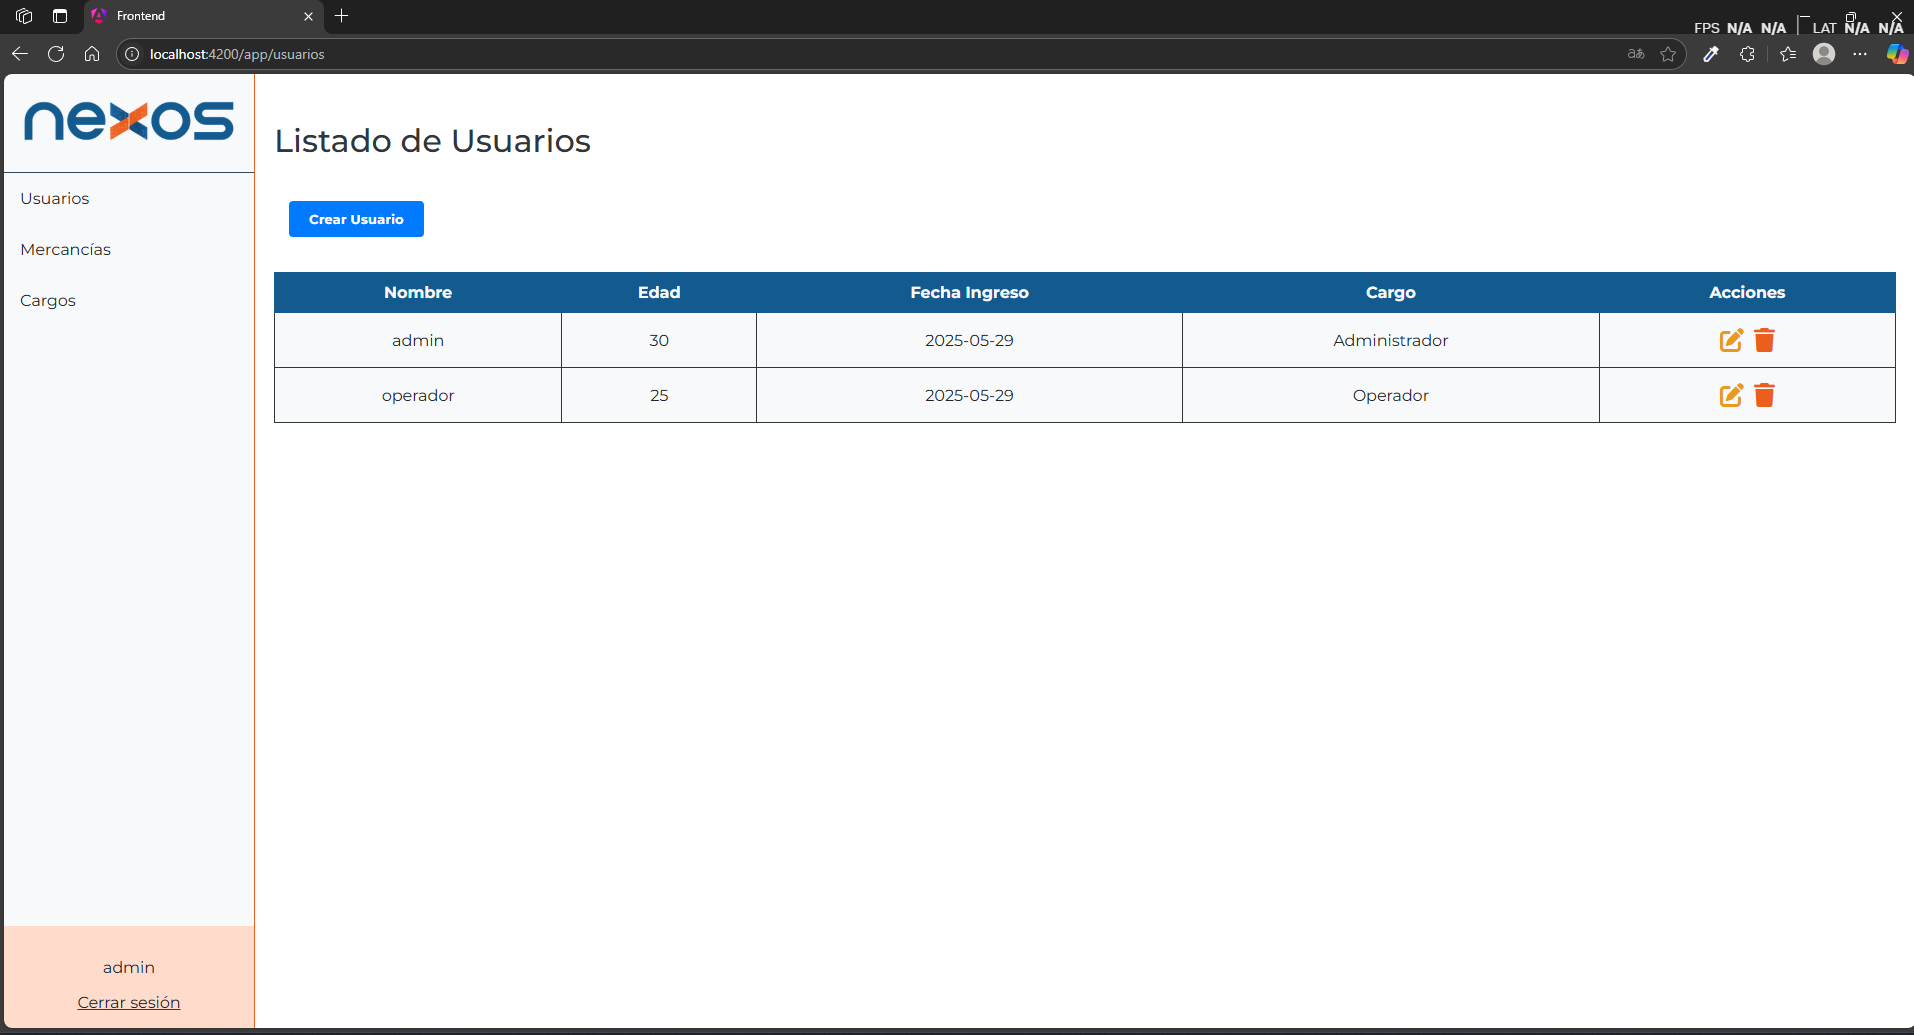 Frontend
FPS N/A N/A LAT N/A N/A
localhost:4200/app/usuarios
nexos
Usuarios
Mercancías
Cargos
admin
Cerrar sesión
Listado de Usuarios
Crear Usuario
Nombre Edad Fecha Ingreso Cargo Acciones
admin 30 2025-05-29 Administrador
operador 25 2025-05-29 Operador